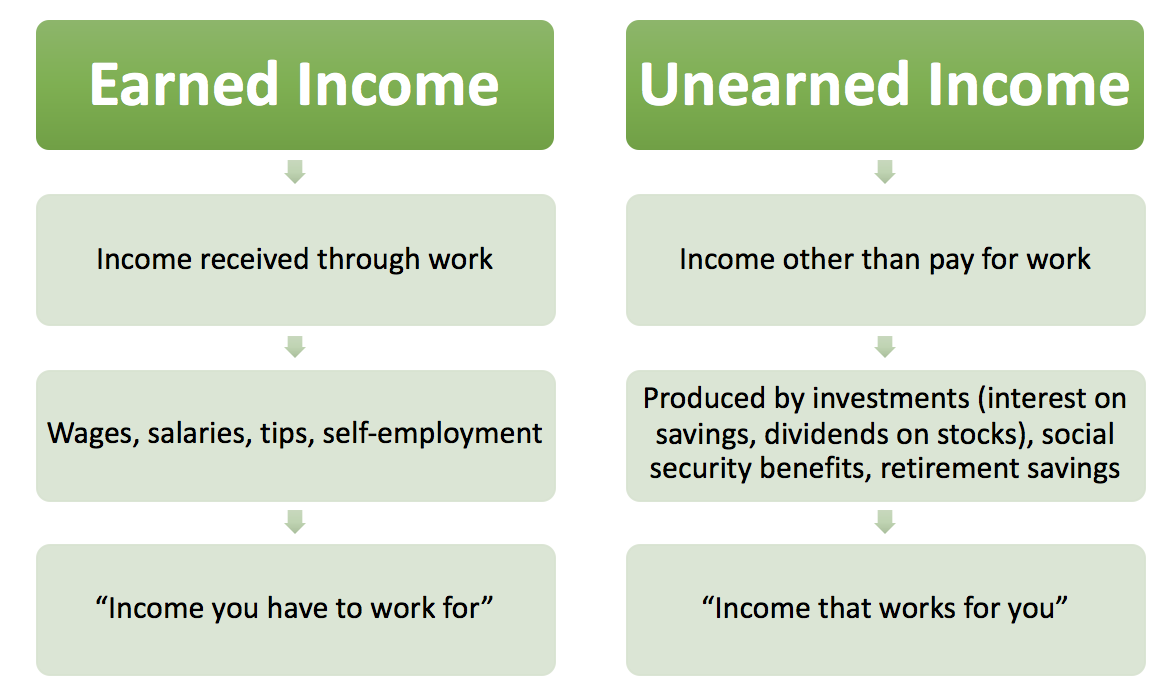 Earned Income
Income received through work
Wages, salaries, tips, self-employment
“Income you have to work for”
Unearned Income
Income other than pay for work
Produced by investments (interest on
savings, dividends on stocks), social
security benefits, retirement savings
“Income that works for you”